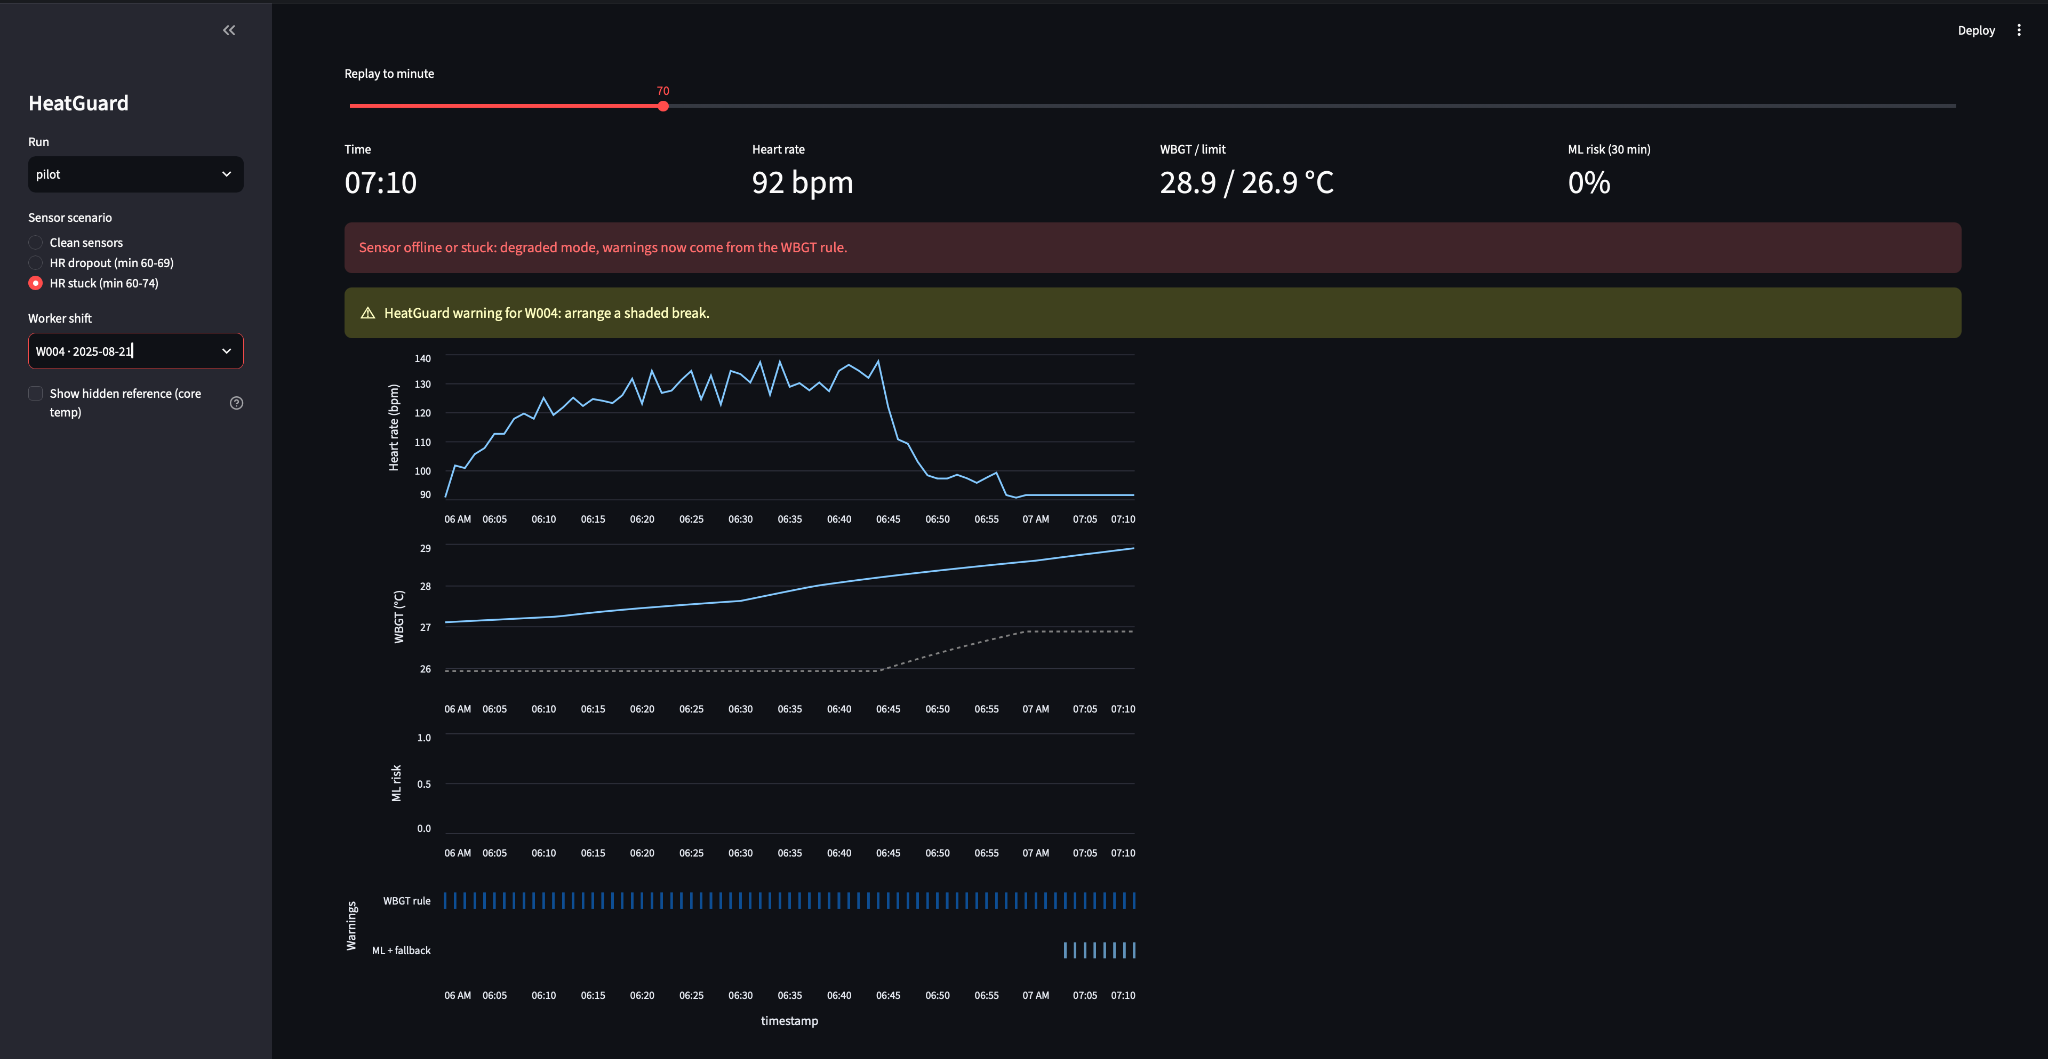 Deploy
HeatGuard
Run
pilot
Sensor scenario
Clean sensors
HR dropout (min 60-69)
HR stuck (min 60-74)
Worker shift
W004 · 2025-08-21
Show hidden reference (core
temp)
Replay to minute
70
Time
07:10
Heart rate
92 bpm
WBGT / limit
28.9 / 26.9 °C
ML risk (30 min)
0%
Sensor offline or stuck: degraded mode, warnings now come from the WBGT rule.
⚠ HeatGuard warning for W004: arrange a shaded break.
Heart rate (bpm)
140
130
120
110
100
90
06 AM 06:05 06:10 06:15 06:20 06:25 06:30 06:35 06:40 06:45 06:50 06:55 07 AM 07:05 07:10
WBGT (°C)
29
28
27
26
06 AM 06:05 06:10 06:15 06:20 06:25 06:30 06:35 06:40 06:45 06:50 06:55 07 AM 07:05 07:10
ML risk
1.0
0.5
0.0
06 AM 06:05 06:10 06:15 06:20 06:25 06:30 06:35 06:40 06:45 06:50 06:55 07 AM 07:05 07:10
Warnings
WBGT rule
ML + fallback
06 AM 06:05 06:10 06:15 06:20 06:25 06:30 06:35 06:40 06:45 06:50 06:55 07 AM 07:05 07:10
timestamp